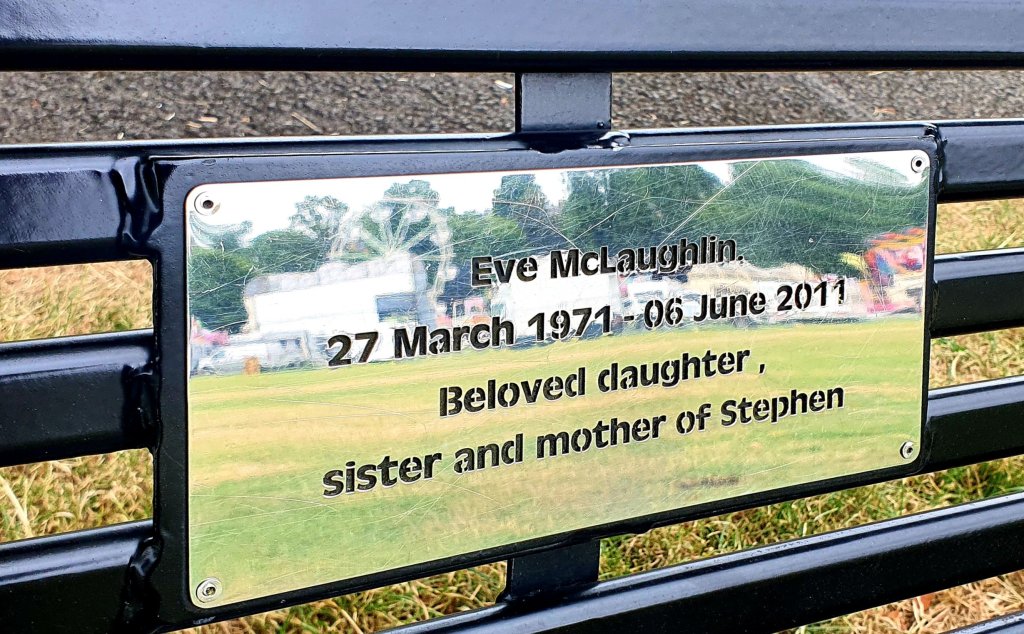 Eve McLaughlin.
27 March 1971 - 06 June 2011
Beloved daughter ,
sister and mother of Stephen